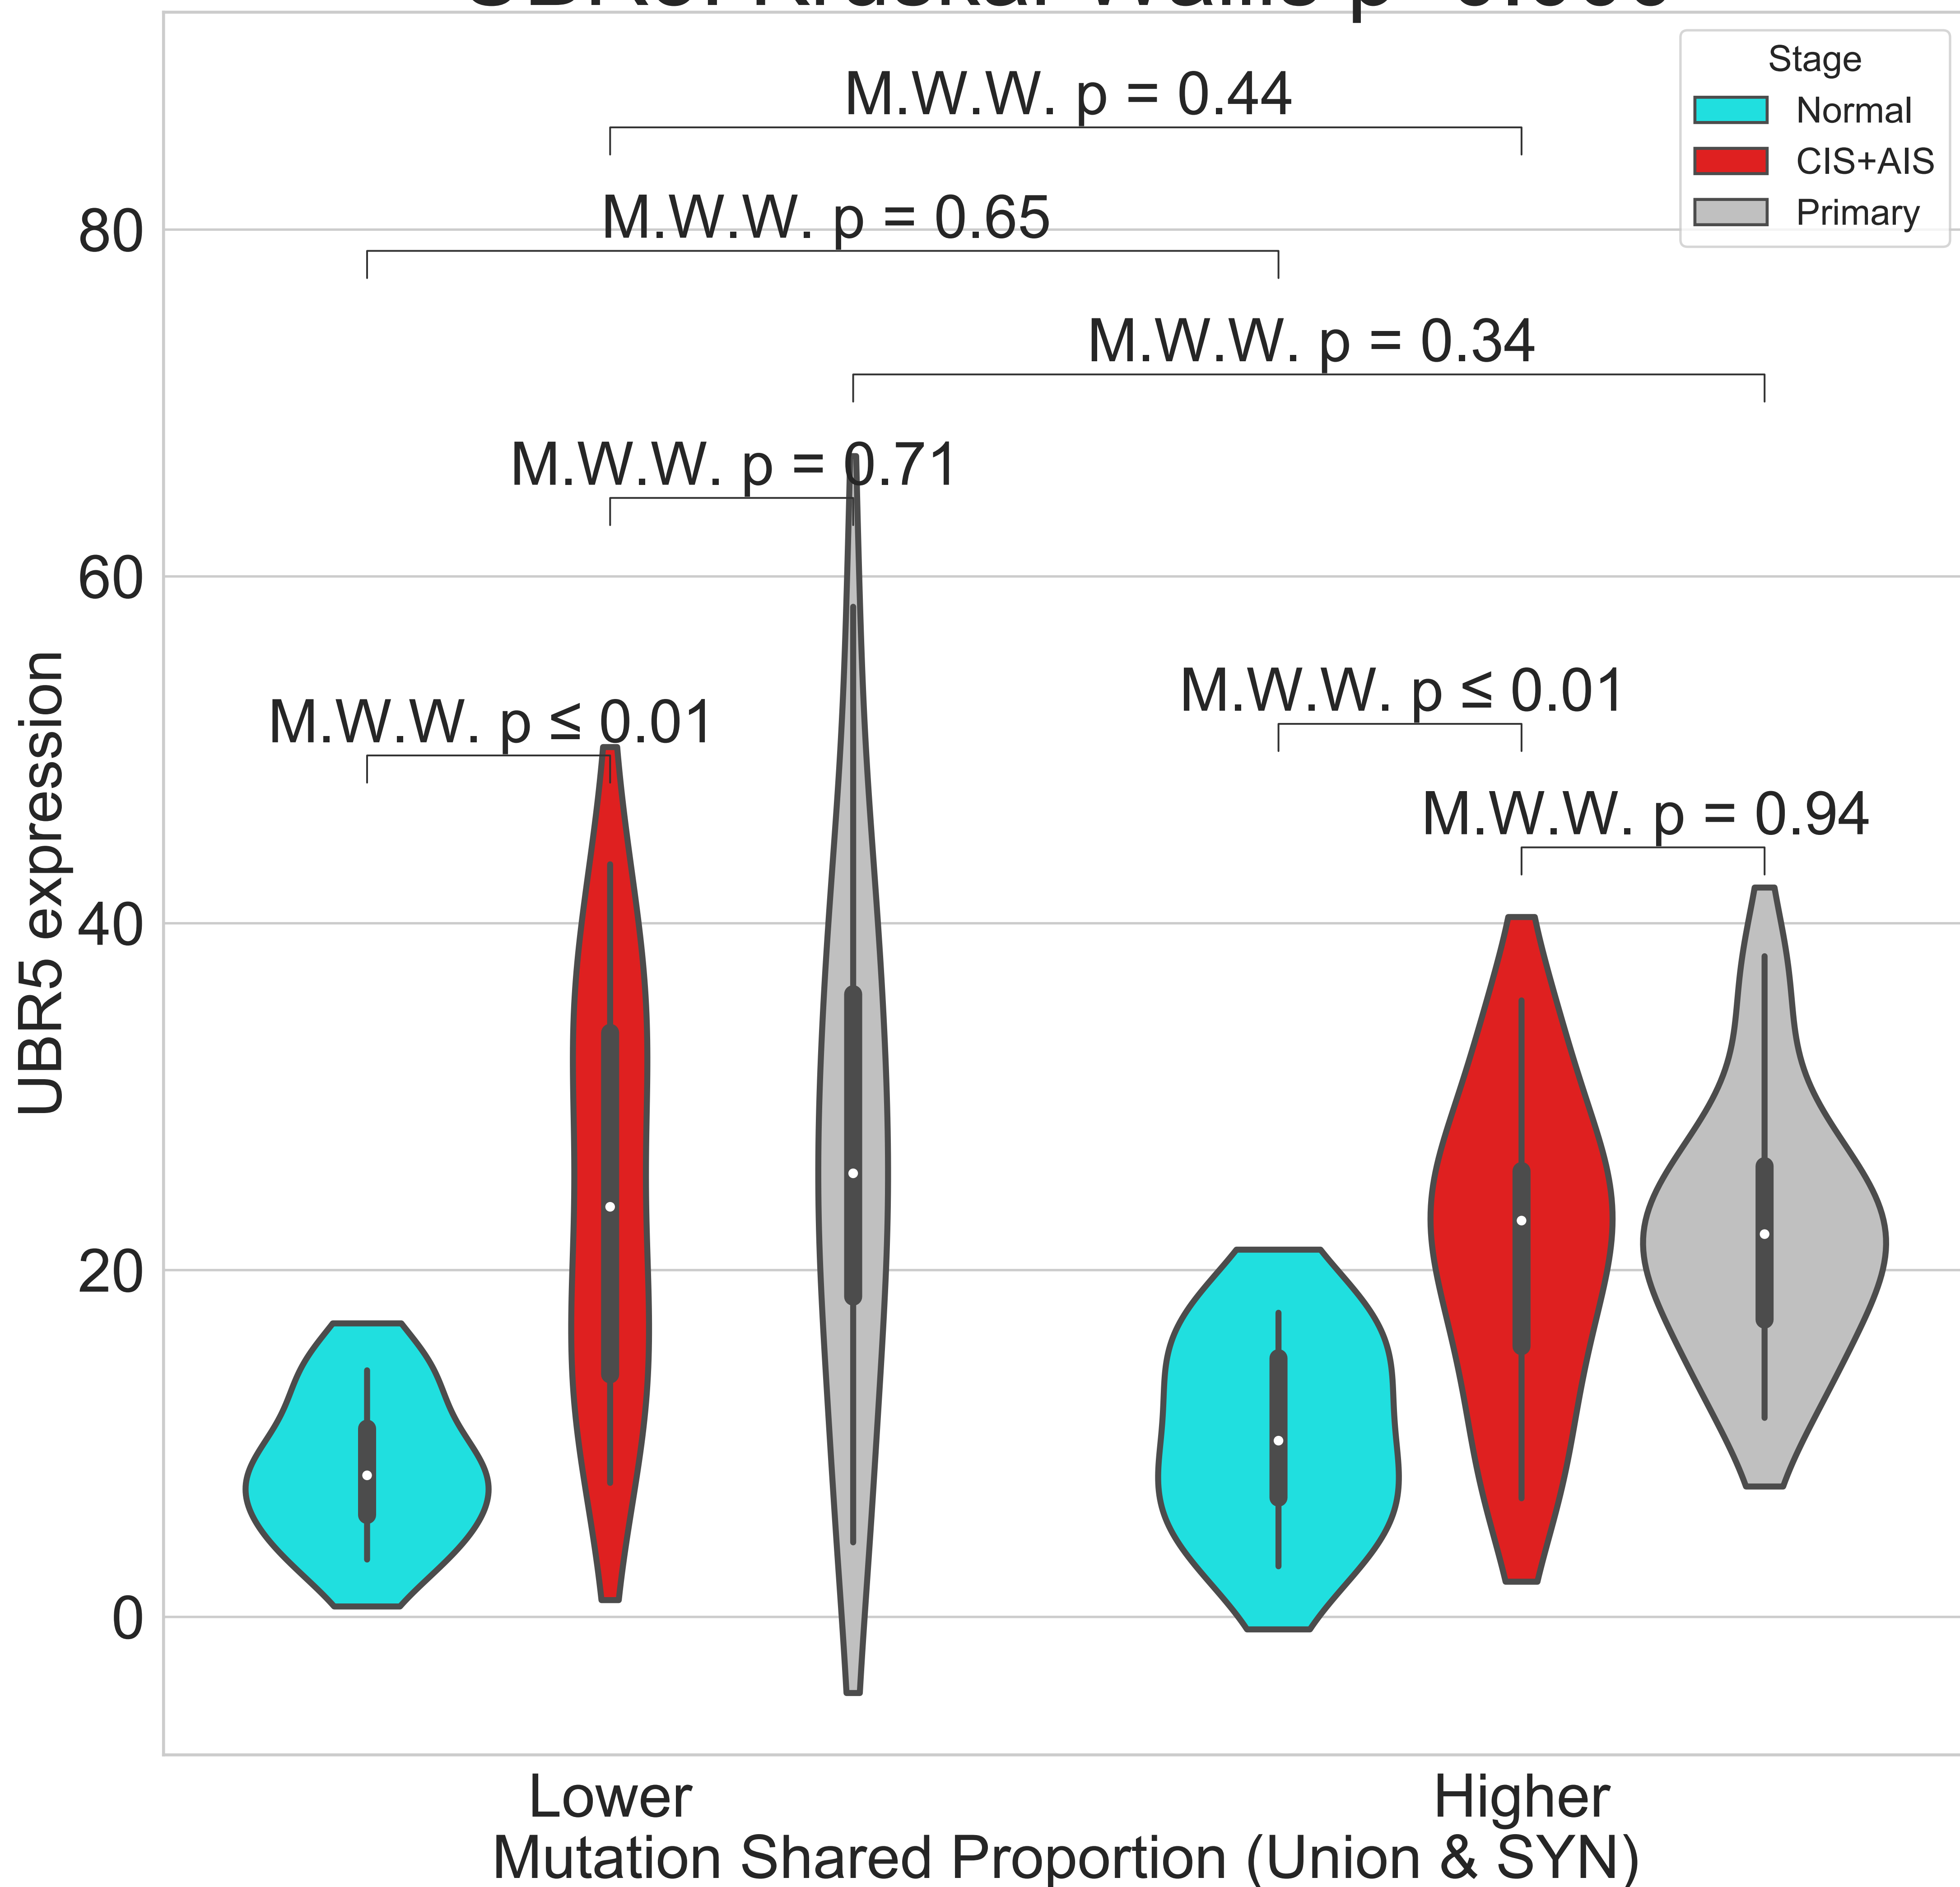 Stage
Normal
CIS+AIS
Primary
M.W.W. p = 0.44
M.W.W. p = 0.65
M.W.W. p = 0.34
M.W.W. p = 0.71
M.W.W. p ≤ 0.01
M.W.W. p ≤ 0.01
M.W.W. p = 0.94
80
60
40
20
0
UBR5 expression
Lower
Higher
Mutation Shared Proportion (Union & SYN)